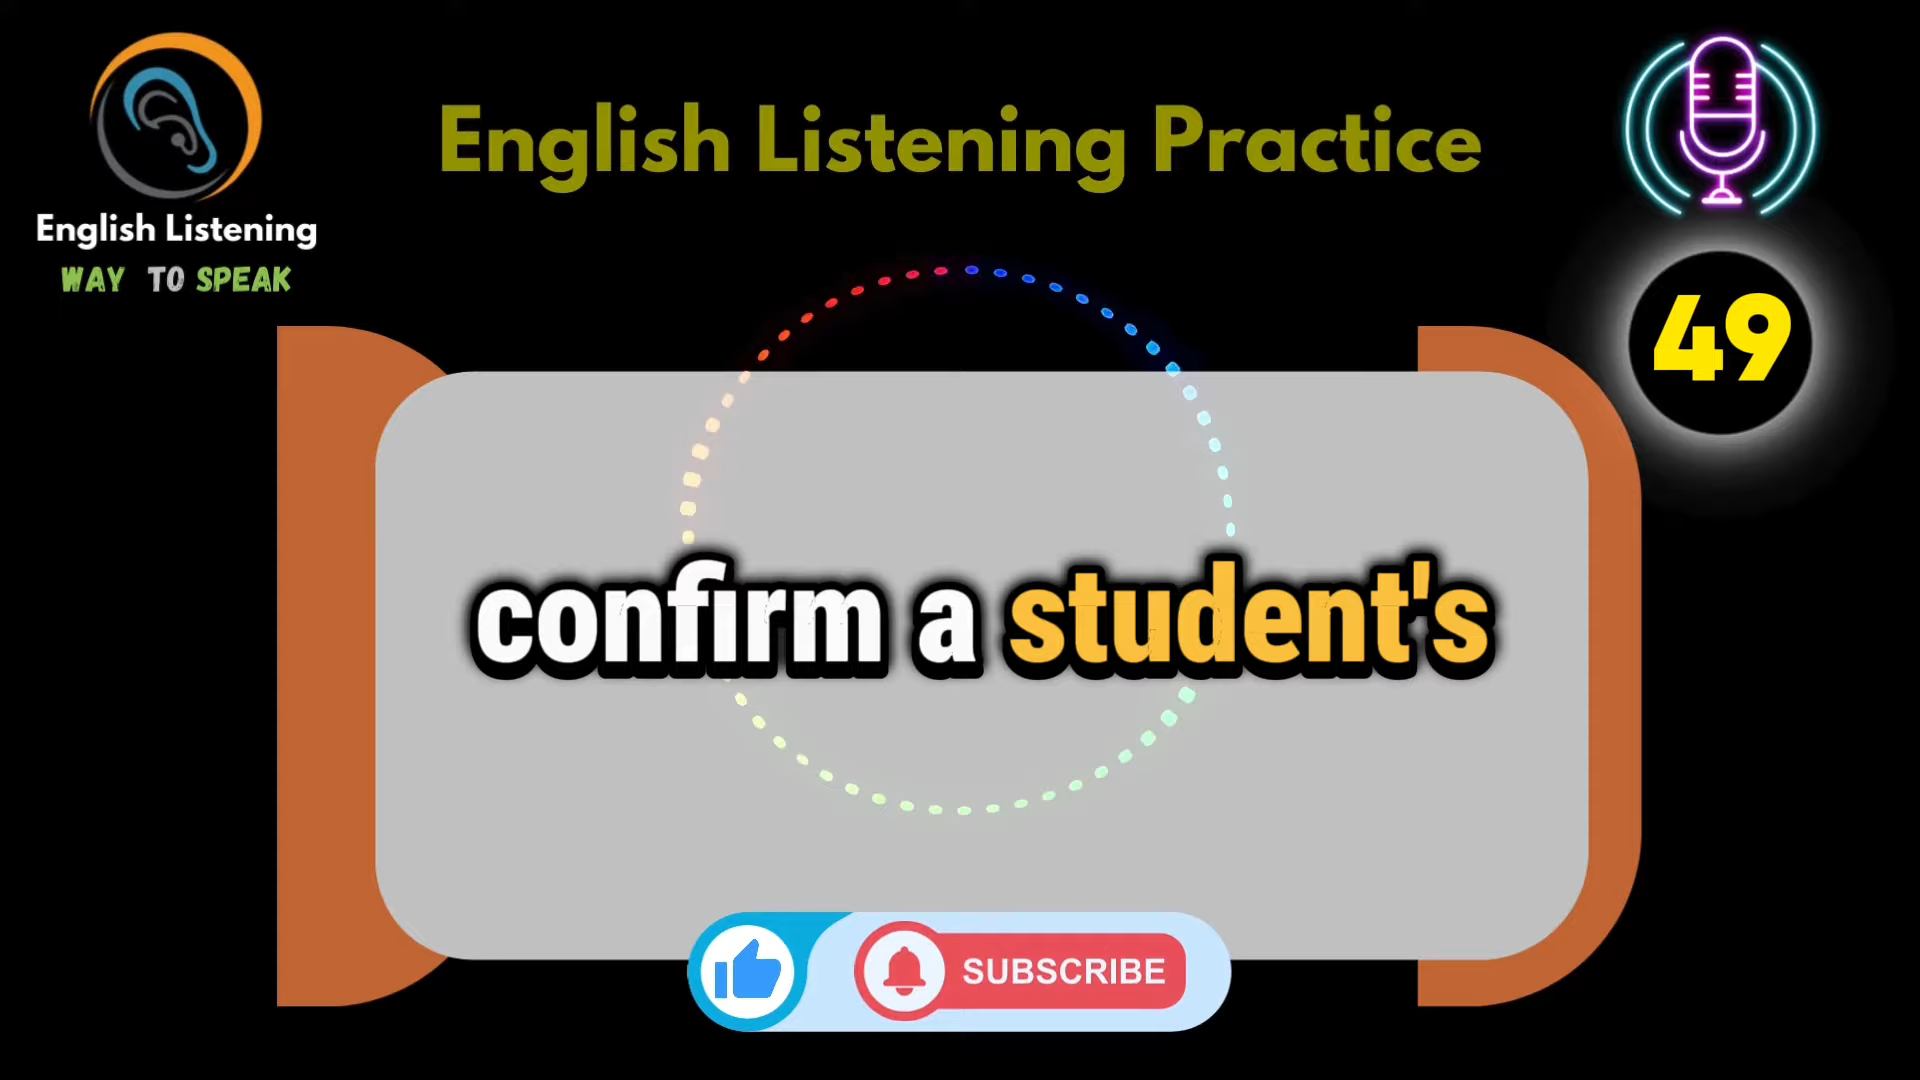 English Listening Practice
English Listening
WAY TO SPEAK
49
confirm a student's
SUBSCRIBE